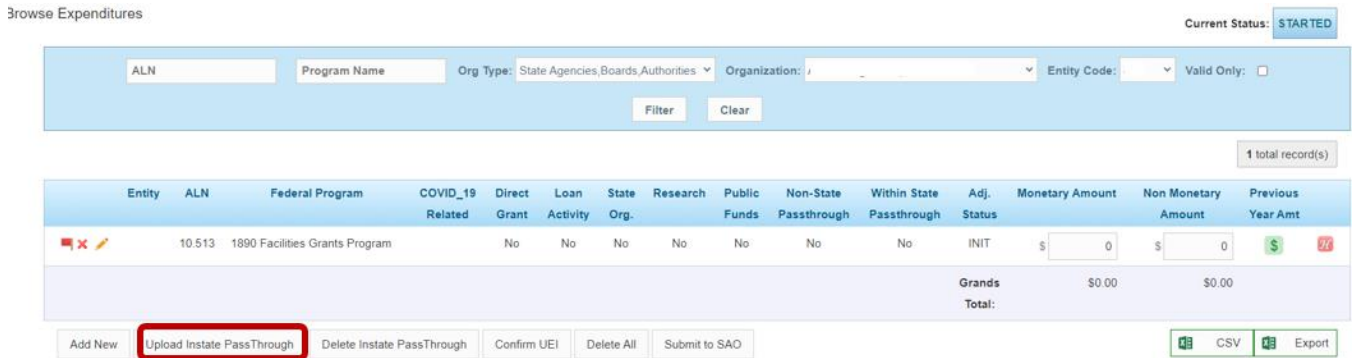 Browse Expenditures
Current Status: STARTED
ALN Program Name Org Type: State Agencies,Boards,Authorities Organization: Entity Code: Valid Only:
Filter Clear
1 total record(s)
Entity ALN Federal Program COVID_19 Related Direct Grant Loan Activity State Org. Research Public Funds Non-State Passthrough Within State Passthrough Adj. Status Monetary Amount Non Monetary Amount Previous Year Amt
10.513 1890 Facilities Grants Program No No No No No No No INIT $ 0 $ 0 $ H
Grands Total: $0.00 $0.00
Add New Upload Instate PassThrough Delete Instate PassThrough Confirm UEI Delete All Submit to SAO CSV Export